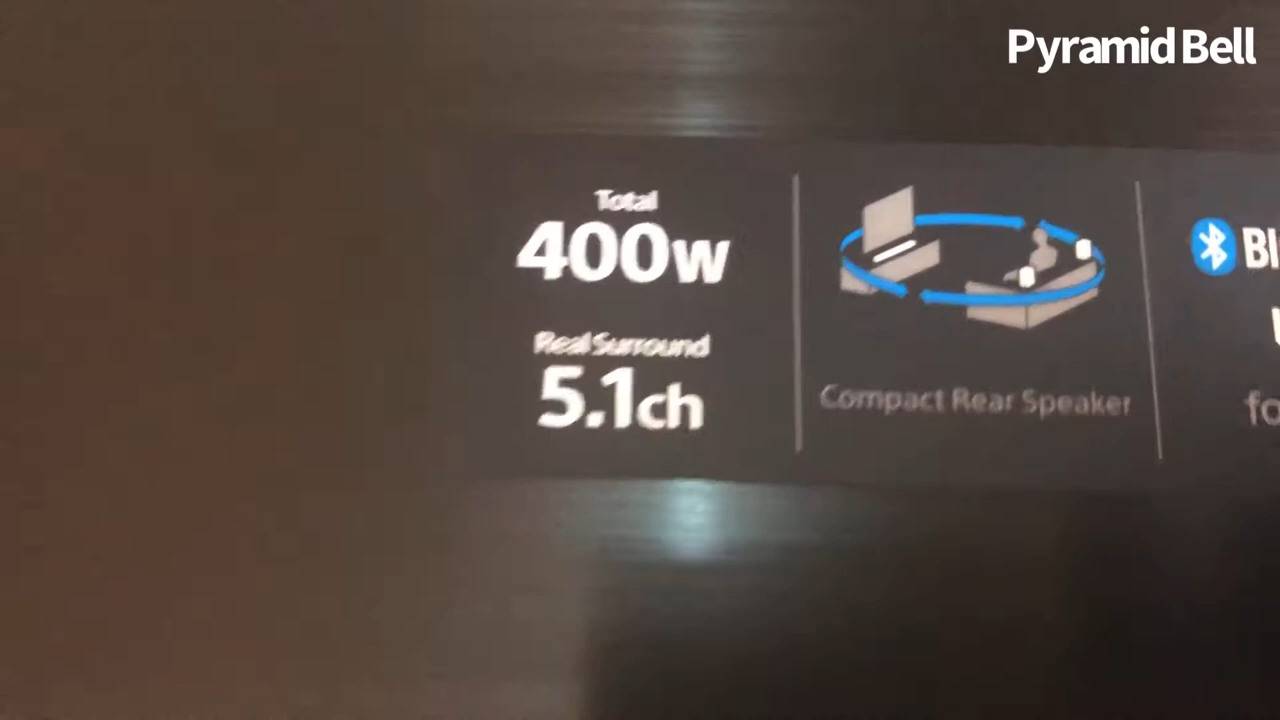 Pyramid Bell
Total
400w
Real Surround
5.1ch
Compact Rear Speaker